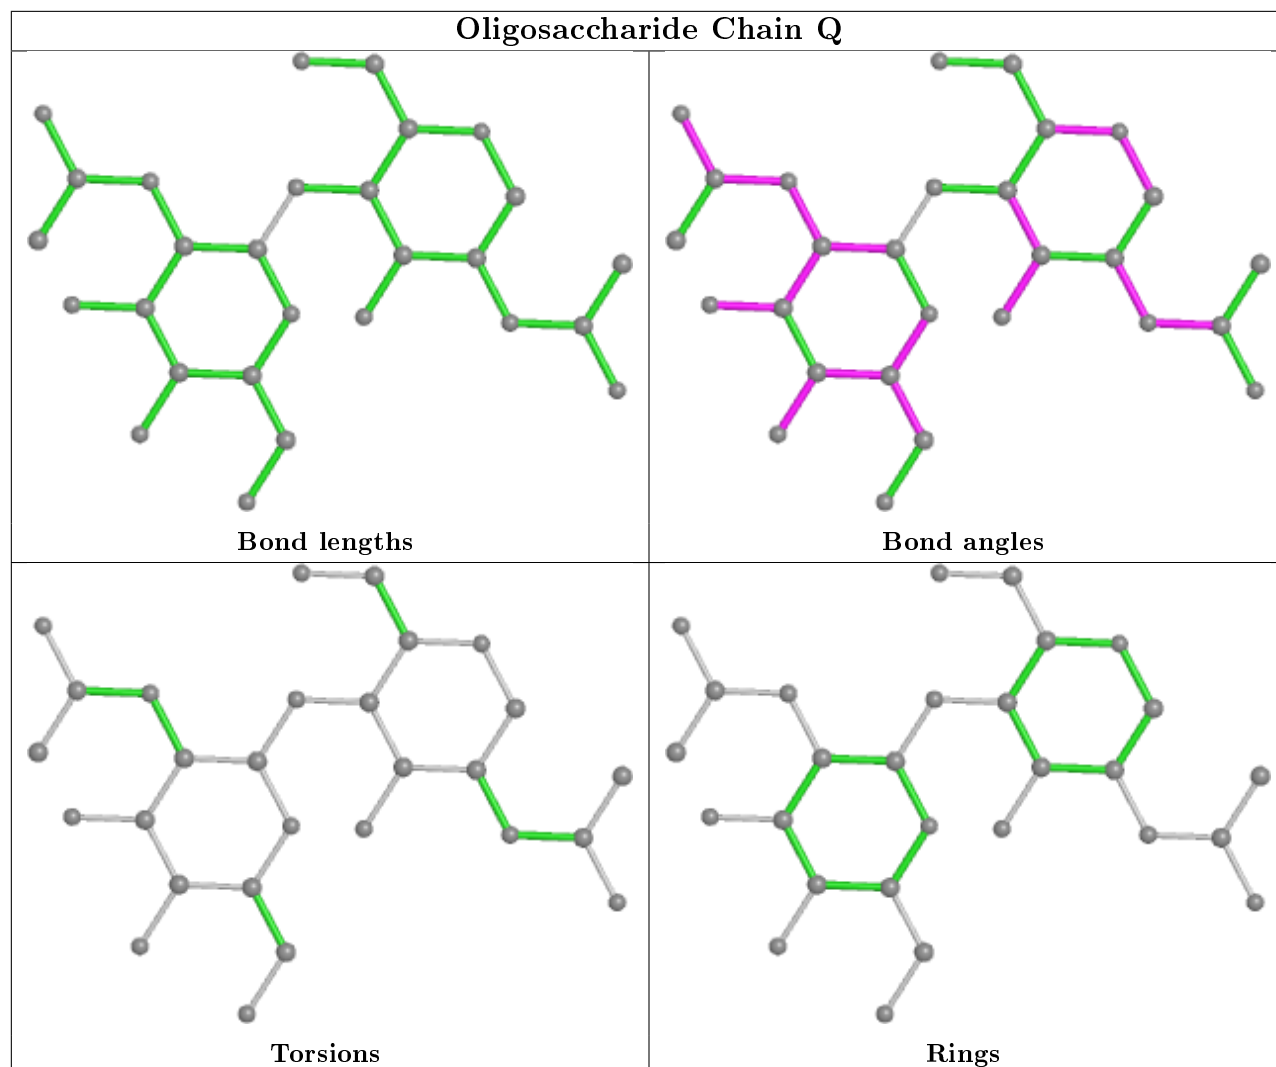 Oligosaccharide Chain Q
Bond lengths
Bond angles
Torsions
Rings